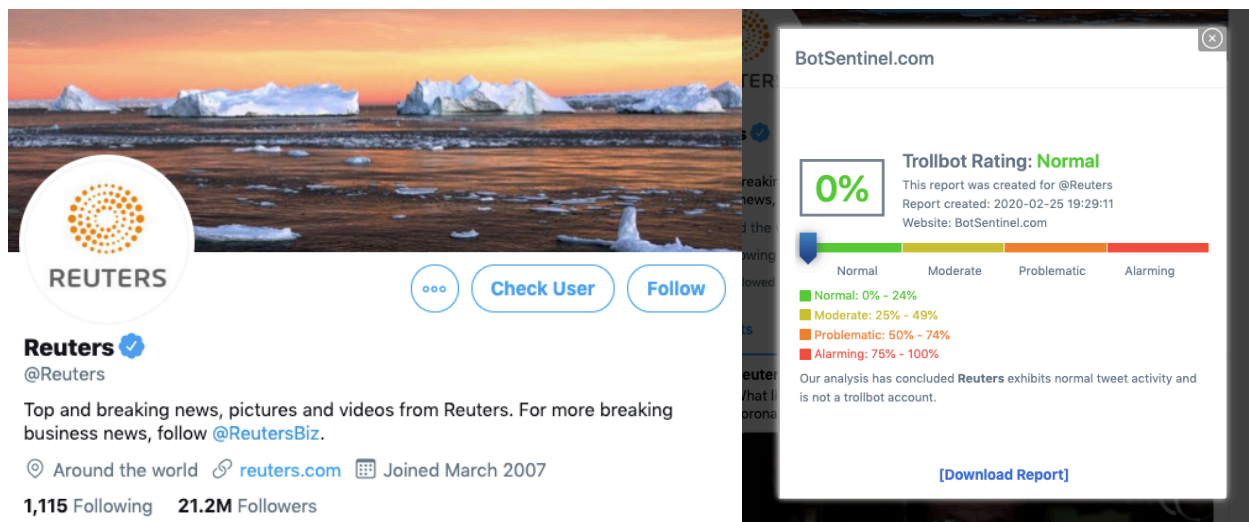 REUTERS
Check User
Follow
Reuters
@Reuters
Top and breaking news, pictures and videos from Reuters. For more breaking
business news, follow @ReutersBiz.
Around the world reuters.com Joined March 2007
1,115 Following 21.2M Followers
BotSentinel.com
0%
Trollbot Rating: Normal
This report was created for @Reuters
Report created: 2020-02-25 19:29:11
Website: BotSentinel.com
Normal Moderate Problematic Alarming
Normal: 0% - 24%
Moderate: 25% - 49%
Problematic: 50% - 74%
Alarming: 75% - 100%
Our analysis has concluded Reuters exhibits normal tweet activity and
is not a trollbot account.
[Download Report]